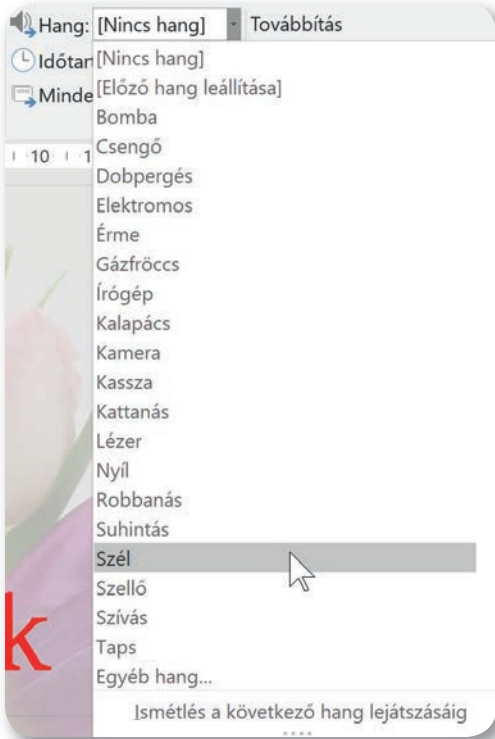 Hang: [Nincs hang] Továbbítás
Időtar
Minde
[Nincs hang]
[Előző hang leállítása]
Bomba
Csengő
Dobpergés
Elektromos
Érme
Gázfröccs
Írógép
Kalapács
Kamera
Kassza
Kattanás
Lézer
Nyíl
Robbanás
Suhintás
Szél
Szellő
Szívás
Taps
Egyéb hang...
Ismétlés a következő hang lejátszásáig
10 1
k